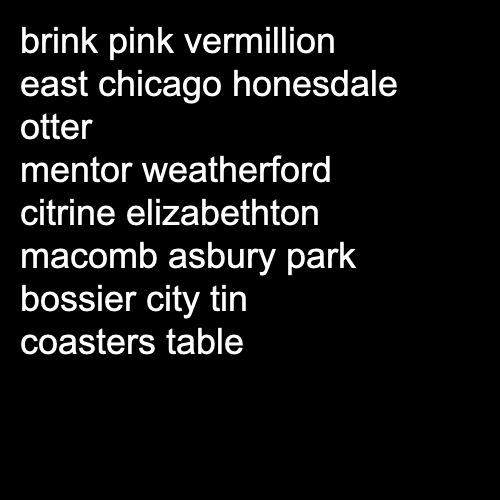 brink pink vermillion
east chicago honesdale
otter
mentor weatherford
citrine elizabethton
macomb asbury park
bossier city tin
coasters table